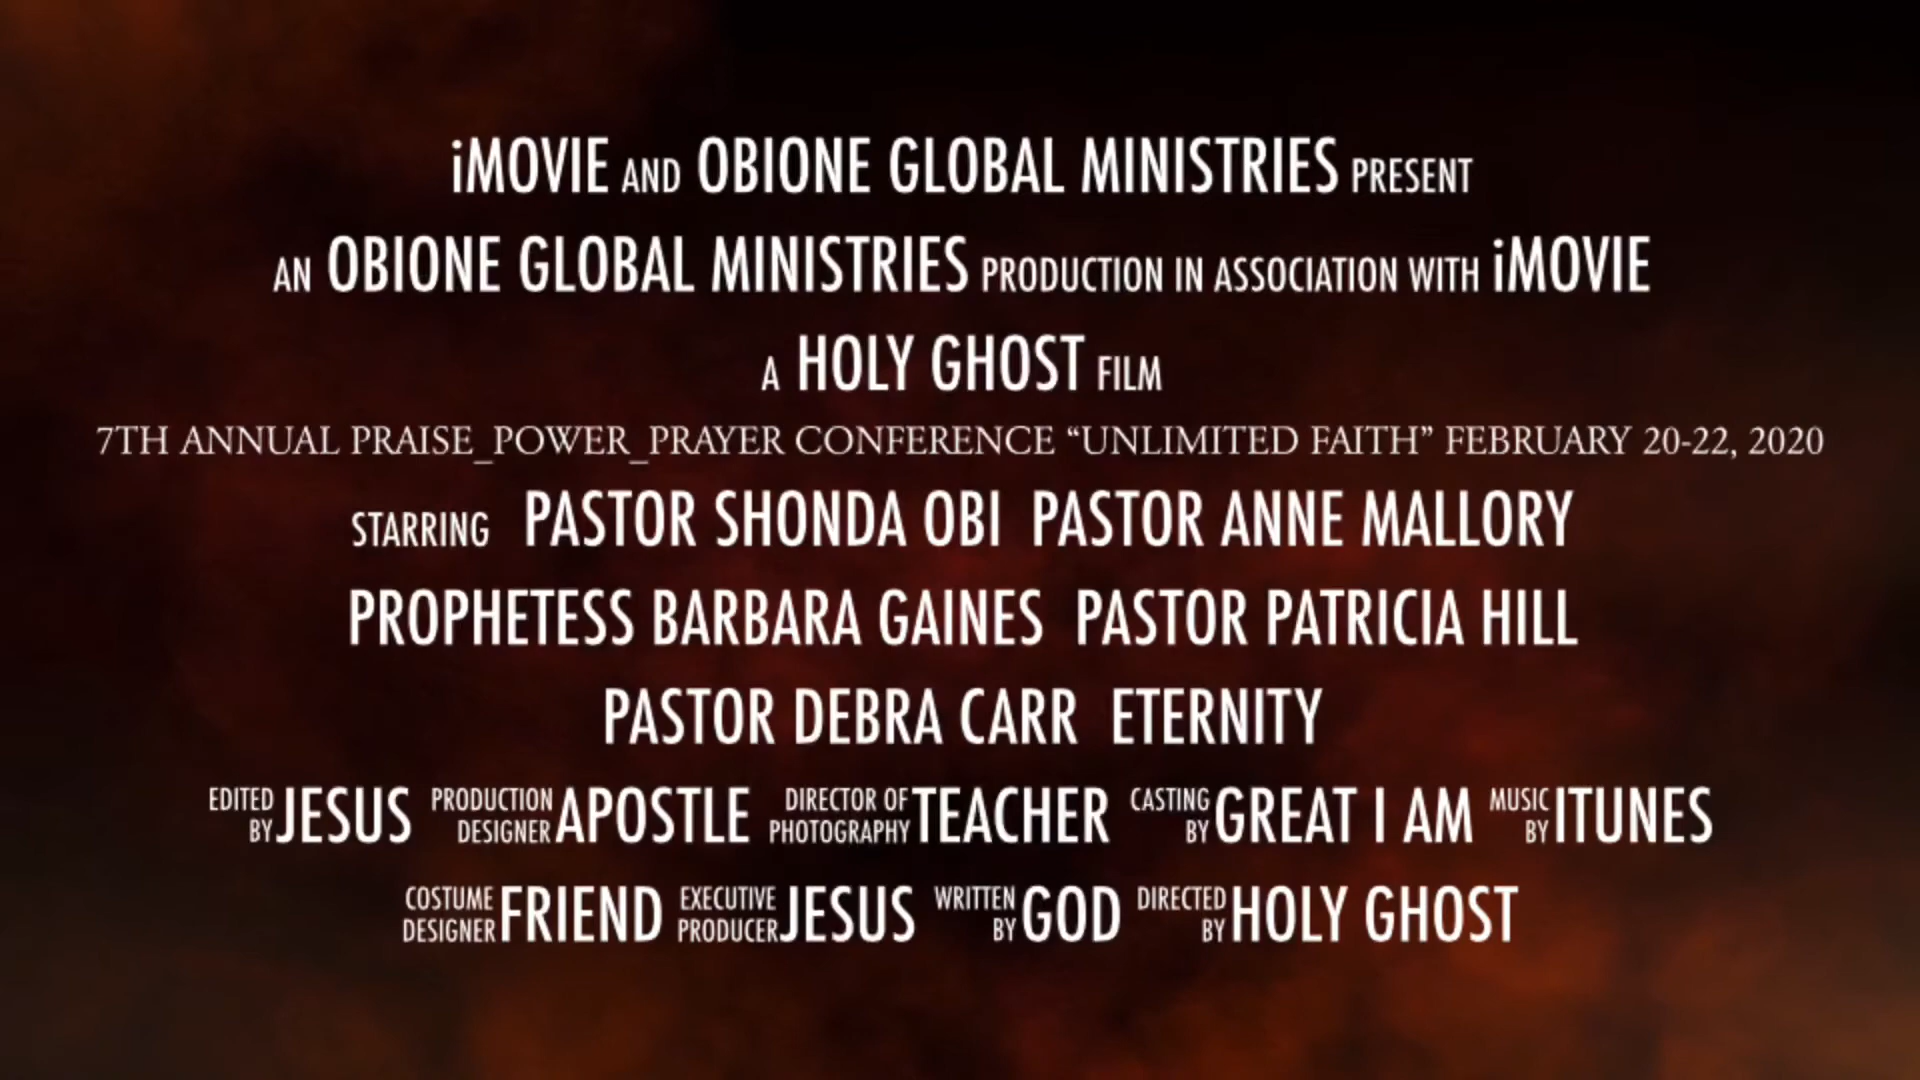 iMOVIE AND OBIONE GLOBAL MINISTRIES PRESENT
AN OBIONE GLOBAL MINISTRIES PRODUCTION IN ASSOCIATION WITH iMOVIE
A HOLY GHOST FILM
7TH ANNUAL PRAISE_POWER_PRAYER CONFERENCE “UNLIMITED FAITH” FEBRUARY 20-22, 2020
STARRING PASTOR SHONDA OBI PASTOR ANNE MALLORY
PROPHETESS BARBARA GAINES PASTOR PATRICIA HILL
PASTOR DEBRA CARR ETERNITY
EDITED BY JESUS PRODUCTION DESIGNER APOSTLE DIRECTOR OF PHOTOGRAPHY TEACHER CASTING BY GREAT I AM MUSIC BY ITUNES
COSTUME DESIGNER FRIEND EXECUTIVE PRODUCER JESUS WRITTEN BY GOD DIRECTED BY HOLY GHOST